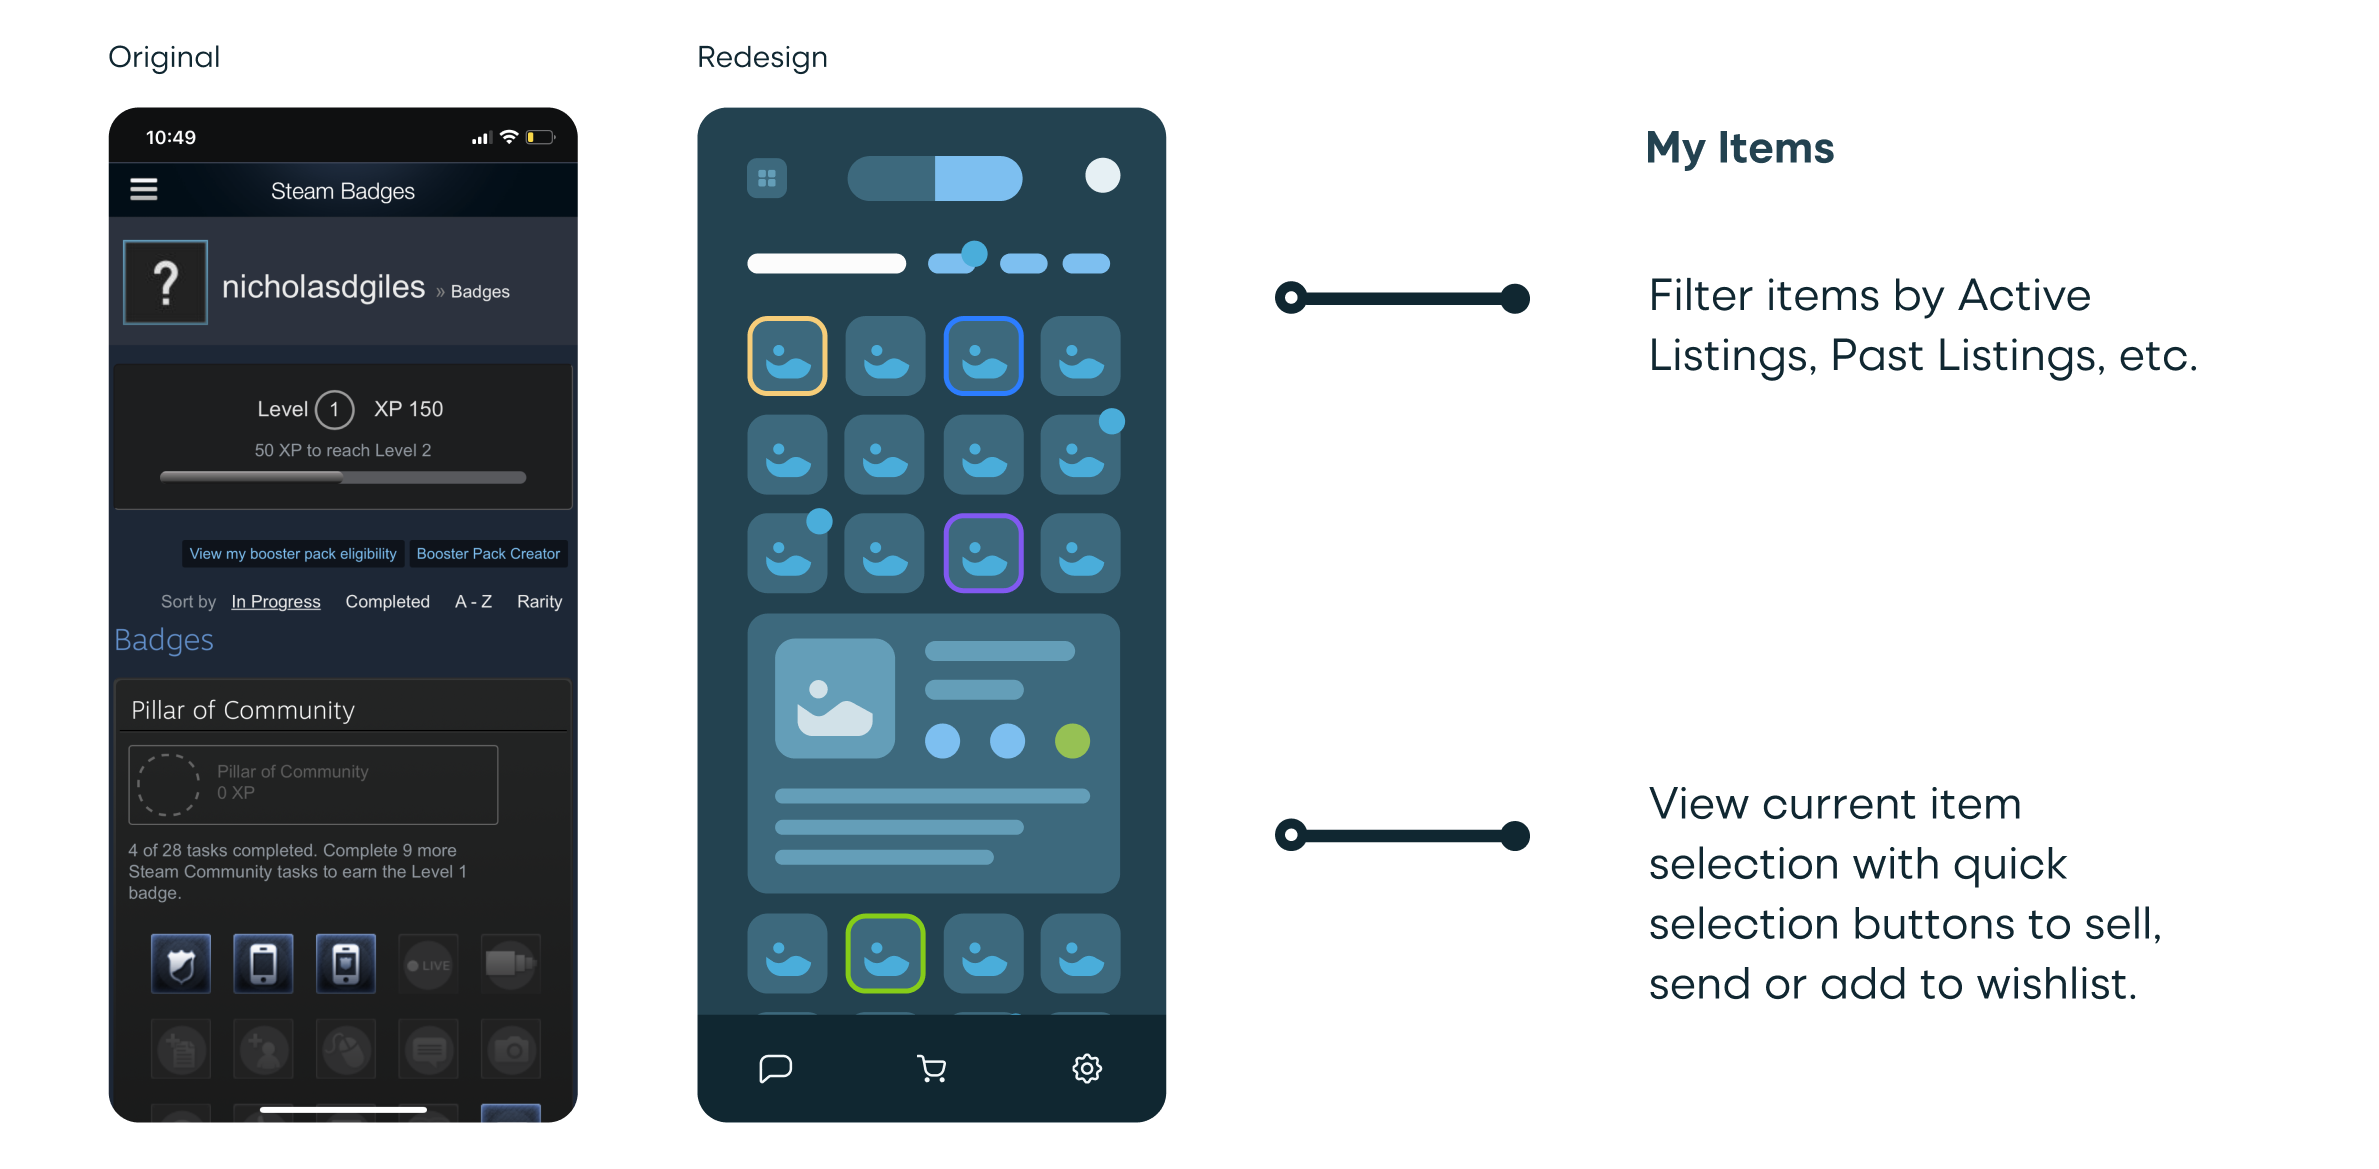 Original
Redesign
10:49
Steam Badges
?
nicholasdgiles » Badges
Level 1 XP 150
50 XP to reach Level 2
View my booster pack eligibility
Booster Pack Creator
Sort by In Progress Completed A - Z Rarity
Badges
Pillar of Community
Pillar of Community
0 XP
4 of 28 tasks completed. Complete 9 more
Steam Community tasks to earn the Level 1
badge.
LIVE
My Items
Filter items by Active
Listings, Past Listings, etc.
View current item
selection with quick
selection buttons to sell,
send or add to wishlist.